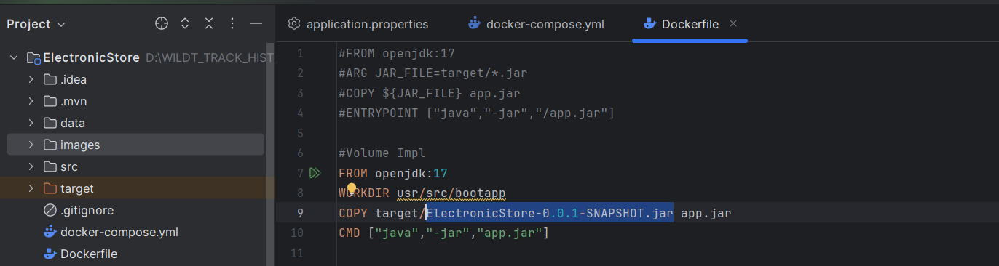 Project
ElectronicStore D:\WILDT_TRACK_HIST
.idea
.mvn
data
images
src
target
.gitignore
docker-compose.yml
Dockerfile
application.properties
docker-compose.yml
Dockerfile
1 #FROM openjdk:17
2 #ARG JAR_FILE=target/*.jar
3 #COPY ${JAR_FILE} app.jar
4 #ENTRYPOINT ["java","-jar","/app.jar"]
5
6 #Volume Impl
7 FROM openjdk:17
8 WORKDIR usr/src/bootapp
9 COPY target/ElectronicStore-0.0.1-SNAPSHOT.jar app.jar
10 CMD ["java","-jar","app.jar"]
11